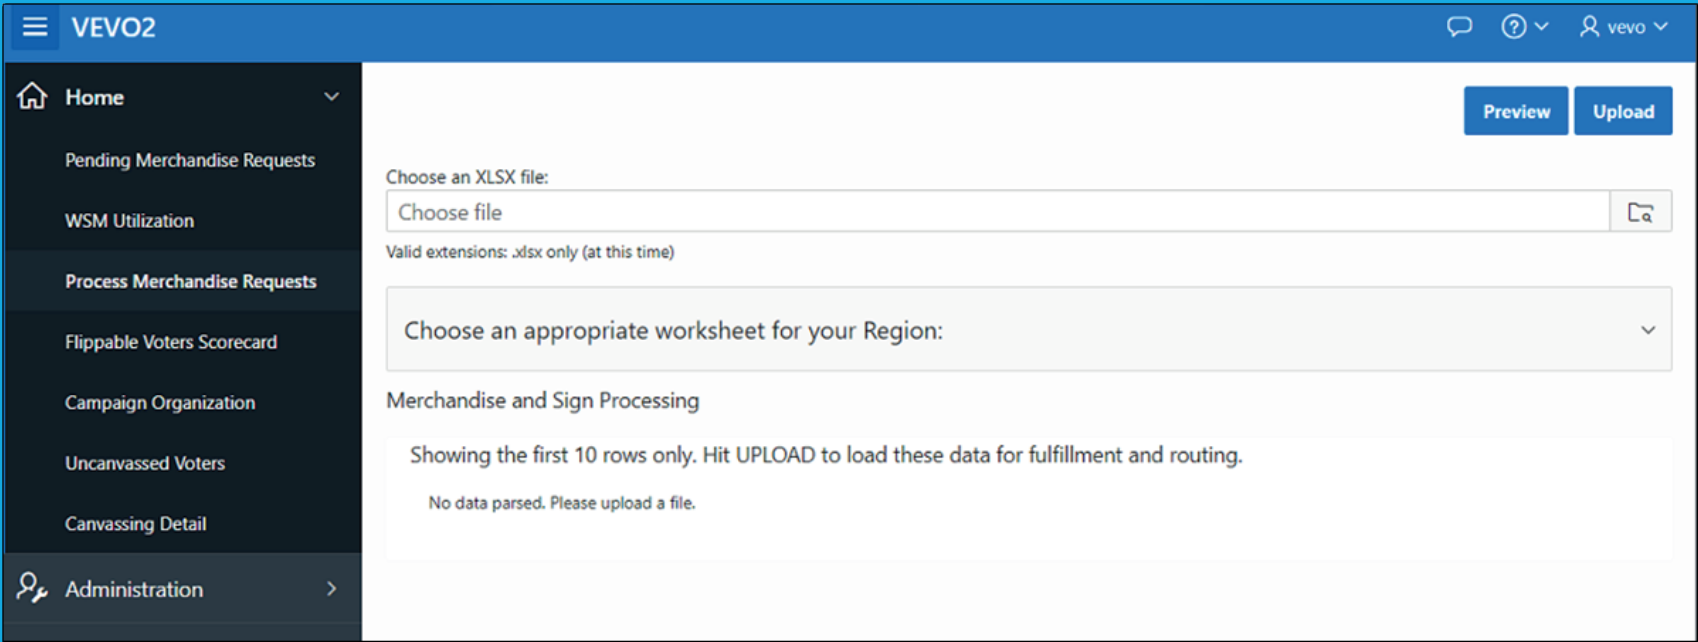 VEVO2
vevo
Home
Pending Merchandise Requests
WSM Utilization
Process Merchandise Requests
Flippable Voters Scorecard
Campaign Organization
Uncanvassed Voters
Canvassing Detail
Administration
Preview
Upload
Choose an XLSX file:
Choose file
Valid extensions: .xlsx only (at this time)
Choose an appropriate worksheet for your Region:
Merchandise and Sign Processing
Showing the first 10 rows only. Hit UPLOAD to load these data for fulfillment and routing.
No data parsed. Please upload a file.